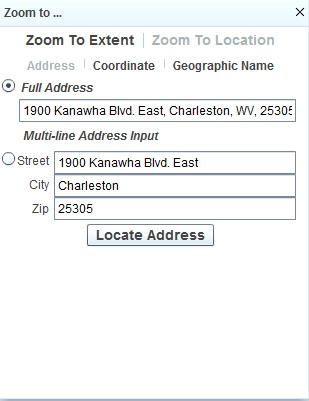 Zoom to ...
Zoom To Extent | Zoom To Location
Address | Coordinate | Geographic Name
Full Address
1900 Kanawha Blvd. East, Charleston, WV, 25305
Multi-line Address Input
Street 1900 Kanawha Blvd. East
City Charleston
Zip 25305
Locate Address